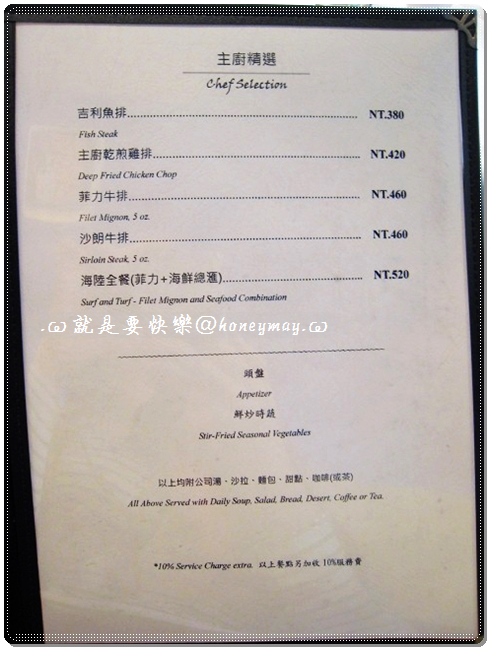 主廚精選
Chef Selection
吉利魚排 NT.380
Fish Steak
主廚乾煎雞排 NT.420
Deep Fried Chicken Chop
菲力牛排 NT.460
Filet Mignon, 5 oz.
沙朗牛排 NT.460
Sirloin Steak, 5 oz.
海陸全餐(菲力+海鮮總滙) NT.520
Surf and Turf - Filet Mignon and Seafood Combination
.ω就是要快樂@honeymay.ω
頭盤
Appetizer
鮮炒時蔬
Stir-Fried Seasonal Vegetables
以上均附公司湯、沙拉、麵包、甜點、咖啡(或茶)
All Above Served with Daily Soup, Salad, Bread, Desert, Coffee or Tea.
*10% Service Charge extra. 以上餐點另加收 10%服務費